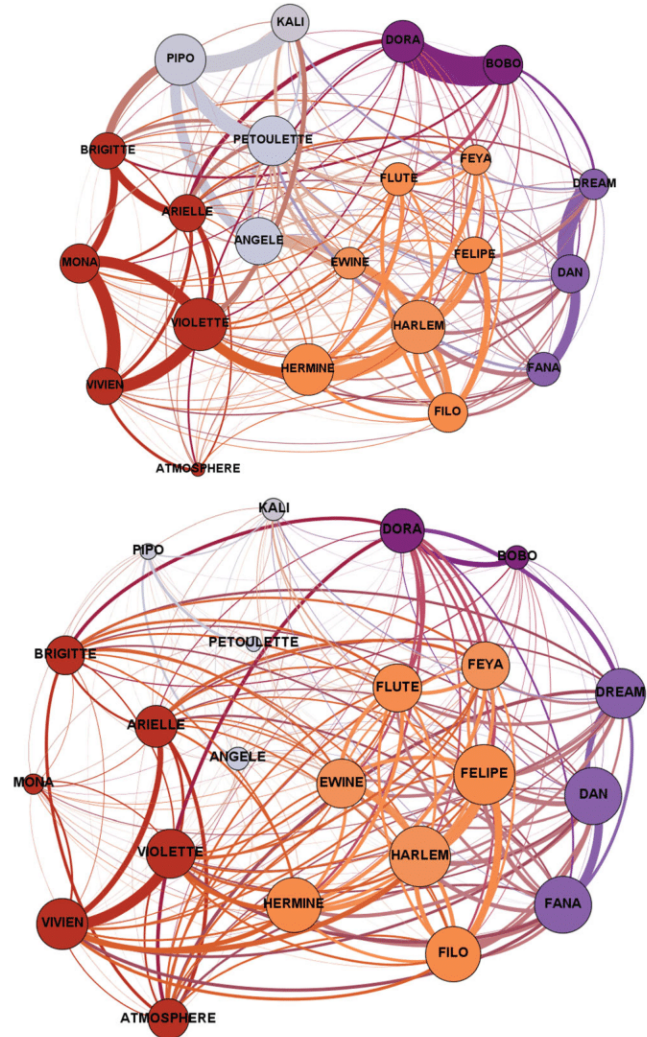 KALI
DORA
PIPO
BOBO
PETOULETTE
BRIGITTE
FEYA
FLUTE
DREAM
ARIELLE
ANGELE
FELIPE
MONA
EWINE
DAN
VIOLETTE
HARLEM
HERMINE
FANA
VIVIEN
FILO
ATMOSPHERE
KALI
DORA
PIPO
BOBO
PETOULETTE
BRIGITTE
FEYA
FLUTE
DREAM
ARIELLE
ANGELE
FELIPE
MONA
EWINE
DAN
VIOLETTE
HARLEM
HERMINE
FANA
VIVIEN
FILO
ATMOSPHERE